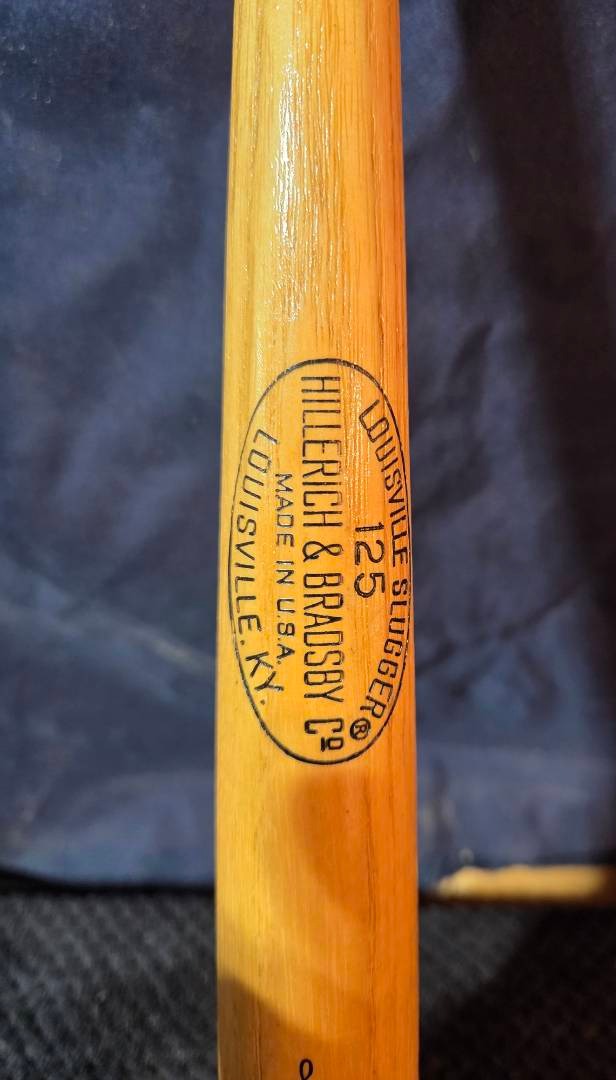 LOUISVILLE SLUGGER®
125
HILLERICH & BRADSBY Co
MADE IN U.S.A.
LOUISVILLE, KY.